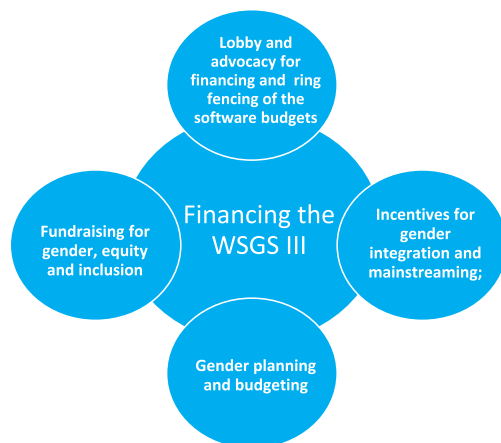 Lobby and
advocacy for
financing and ring
fencing of the
software budgets
Financing the
WSGS III
Fundraising for
gender, equity
and inclusion
Incentives for
gender
integration and
mainstreaming;
Gender planning
and budgeting